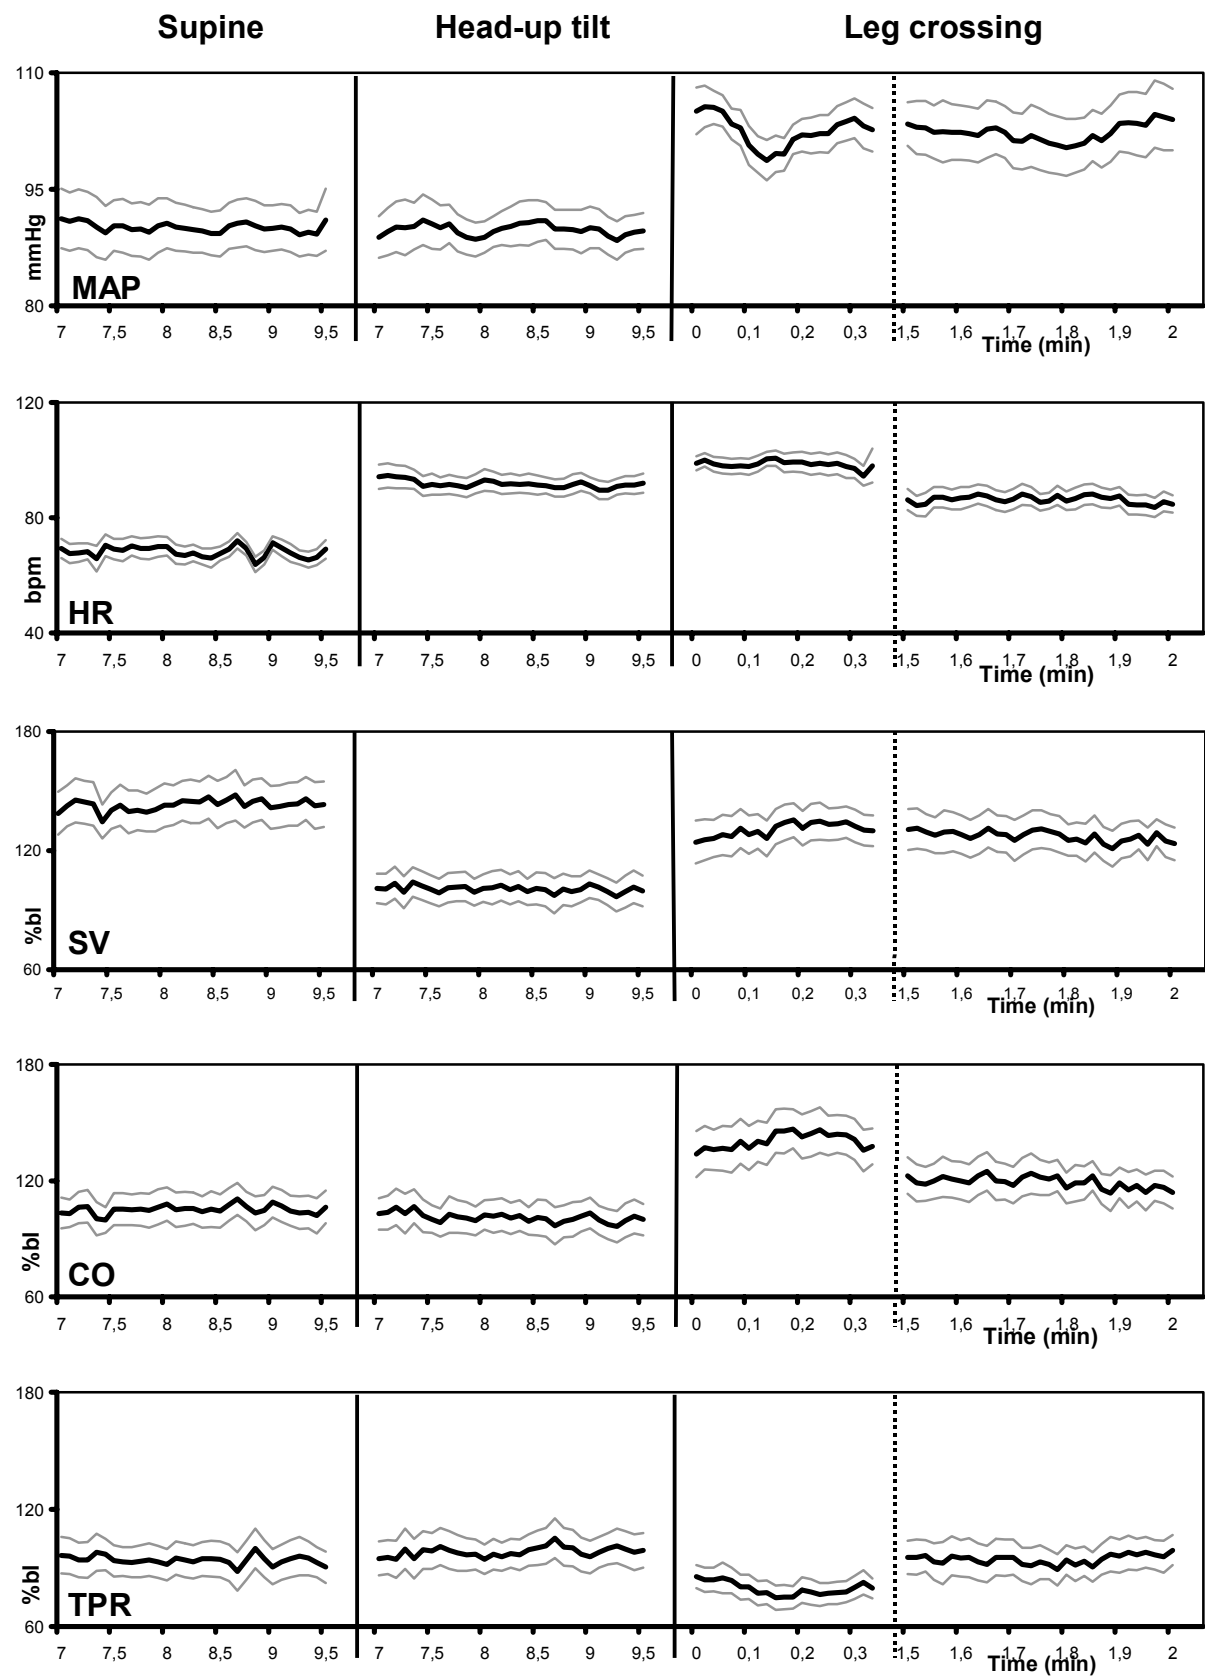 Supine Head-up tilt Leg crossing
110
95
80
mmHg
MAP
7 7,5 8 8,5 9 9,5 7 7,5 8 8,5 9 9,5 0 0,1 0,2 0,3 1,5 1,6 1,7 1,8 1,9 2
Time (min)
120
80
40
bpm
HR
7 7,5 8 8,5 9 9,5 7 7,5 8 8,5 9 9,5 0 0,1 0,2 0,3 1,5 1,6 1,7 1,8 1,9 2
Time (min)
180
120
60
%bl
SV
7 7,5 8 8,5 9 9,5 7 7,5 8 8,5 9 9,5 0 0,1 0,2 0,3 1,5 1,6 1,7 1,8 1,9 2
Time (min)
180
120
60
%bl
CO
7 7,5 8 8,5 9 9,5 7 7,5 8 8,5 9 9,5 0 0,1 0,2 0,3 1,5 1,6 1,7 1,8 1,9 2
Time (min)
180
120
60
%bl
TPR
7 7,5 8 8,5 9 9,5 7 7,5 8 8,5 9 9,5 0 0,1 0,2 0,3 1,5 1,6 1,7 1,8 1,9 2
Time (min)